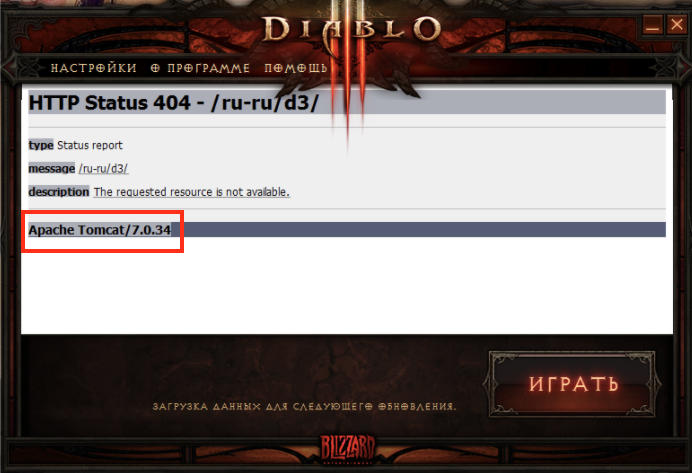 DIABLO III
НАСТРОЙКИ О ПРОГРАММЕ ПОМОЩЬ
HTTP Status 404 - /ru-ru/d3/
type Status report
message /ru-ru/d3/
description The requested resource is not available.
Apache Tomcat/7.0.34
ИГРАТЬ
ЗАГРУЗКА ДАННЫХ ДЛЯ СЛЕДУЮЩЕГО ОБНОВЛЕНИЯ.
BLIZZARD
ENTERTAINMENT